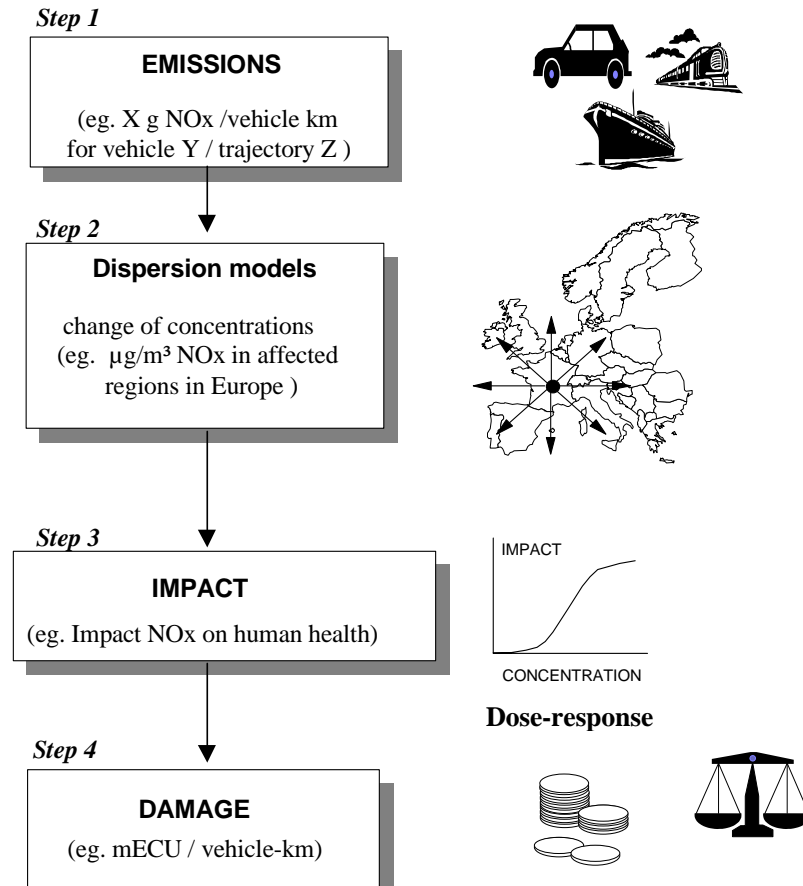 Step 1
EMISSIONS
(eg. X g NOx /vehicle km
for vehicle Y / trajectory Z )
Step 2
Dispersion models
change of concentrations
(eg. µg/m³ NOx in affected
regions in Europe )
Step 3
IMPACT
(eg. Impact NOx on human health)
IMPACT
CONCENTRATION
Dose-response
Step 4
DAMAGE
(eg. mECU / vehicle-km)